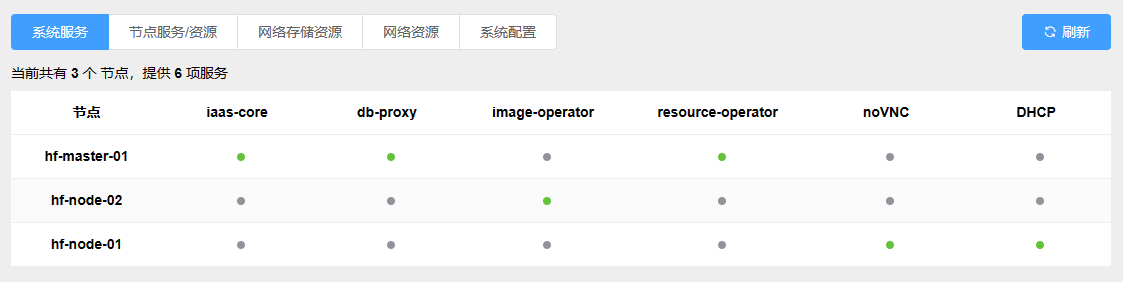 系统服务 节点服务/资源 网络存储资源 网络资源 系统配置 刷新
当前共有 3 个 节点，提供 6 项服务
节点 iaas-core db-proxy image-operator resource-operator noVNC DHCP
hf-master-01
hf-node-02
hf-node-01